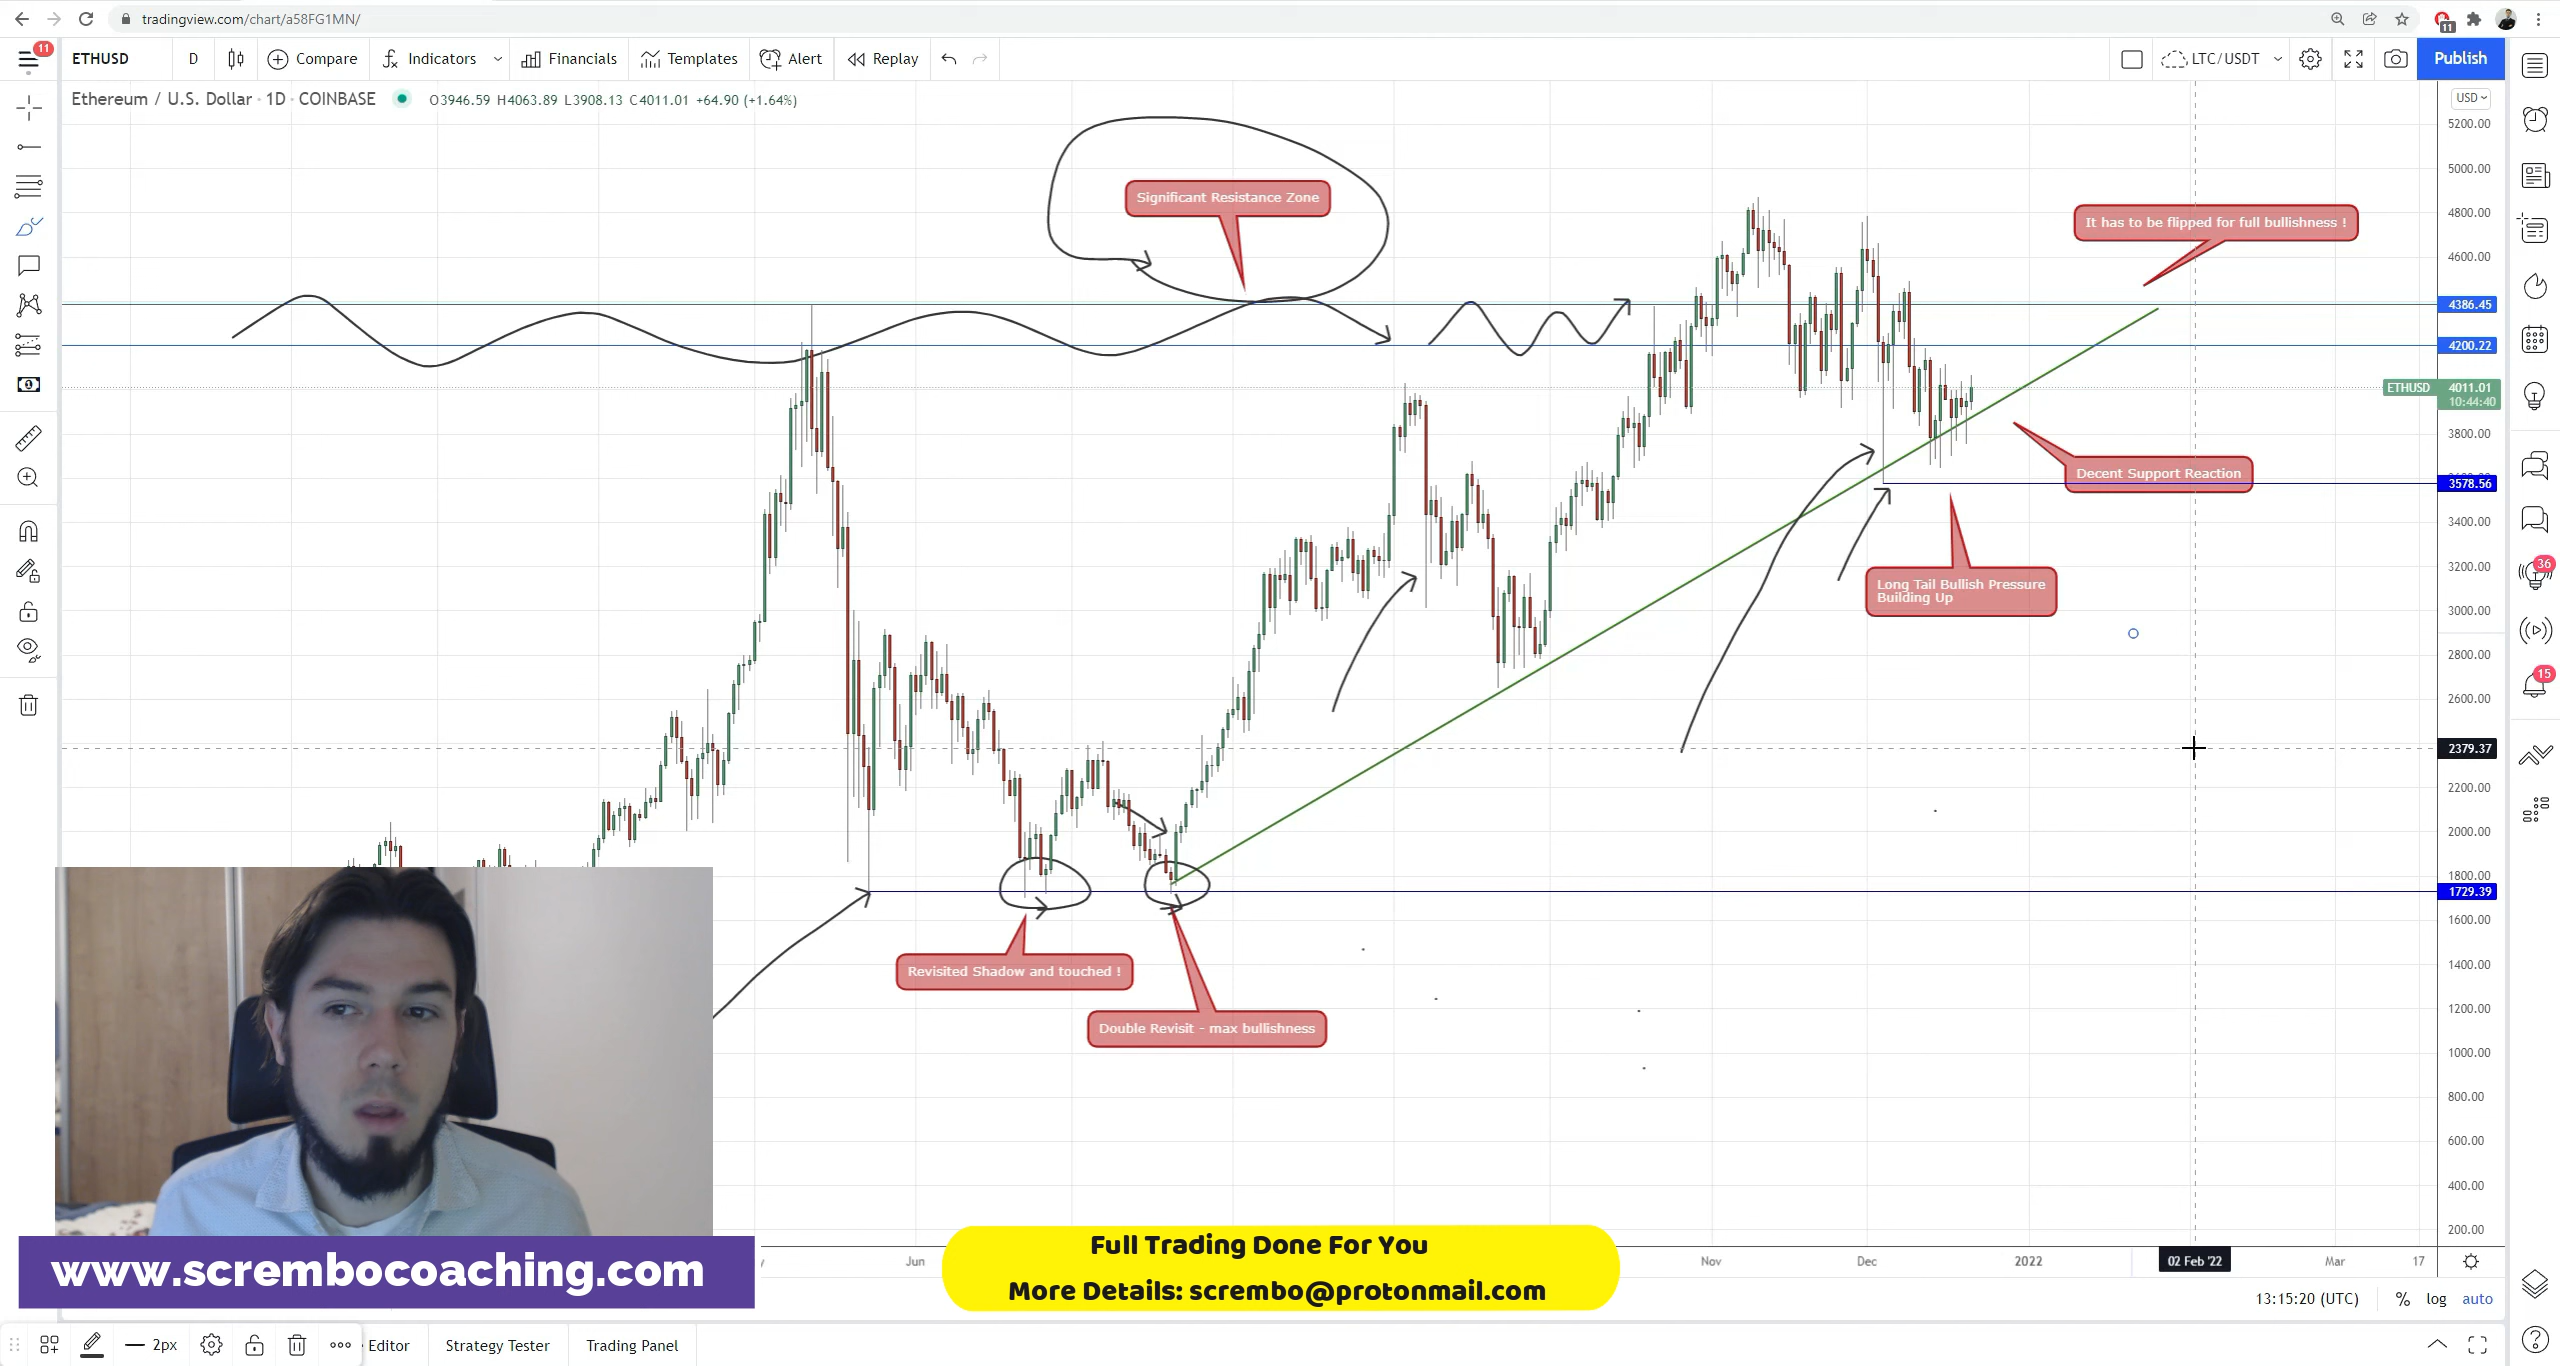 tradingview.com/chart/a58FG1MN/
11
11
ETHUSD
D
Compare
Indicators
Financials
Templates
Alert
Replay
LTC/USDT
Publish
Ethereum / U.S. Dollar · 1D · COINBASE
O3946.59 H4063.89 L3908.13 C4011.01 +64.90 (+1.64%)
USD
5200.00
5000.00
4800.00
4600.00
4386.45
4200.22
ETHUSD
4011.01
10:44:40
3800.00
3578.56
3400.00
3200.00
3000.00
2800.00
2600.00
2379.37
2200.00
2000.00
1800.00
1729.39
1600.00
1400.00
1200.00
1000.00
800.00
600.00
400.00
200.00
Significant Resistance Zone
It has to be flipped for full bullishness !
Decent Support Reaction
Long Tail Bullish Pressure
Building Up
Revisited Shadow and touched !
Double Revisit - max bullishness
36
15
www.scrembocoaching.com
Full Trading Done For You
More Details: scrembo@protonmail.com
Jun
Nov
Dec
2022
02 Feb '22
Mar
17
13:15:20 (UTC)
%
log
auto
2px
Editor
Strategy Tester
Trading Panel